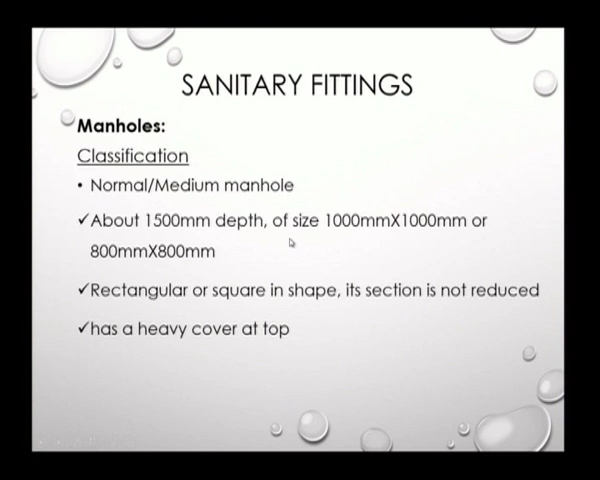 SANITARY FITTINGS
Manholes:
Classification
• Normal/Medium manhole
✓About 1500mm depth, of size 1000mmX1000mm or
800mmX800mm
✓Rectangular or square in shape, its section is not reduced
✓has a heavy cover at top